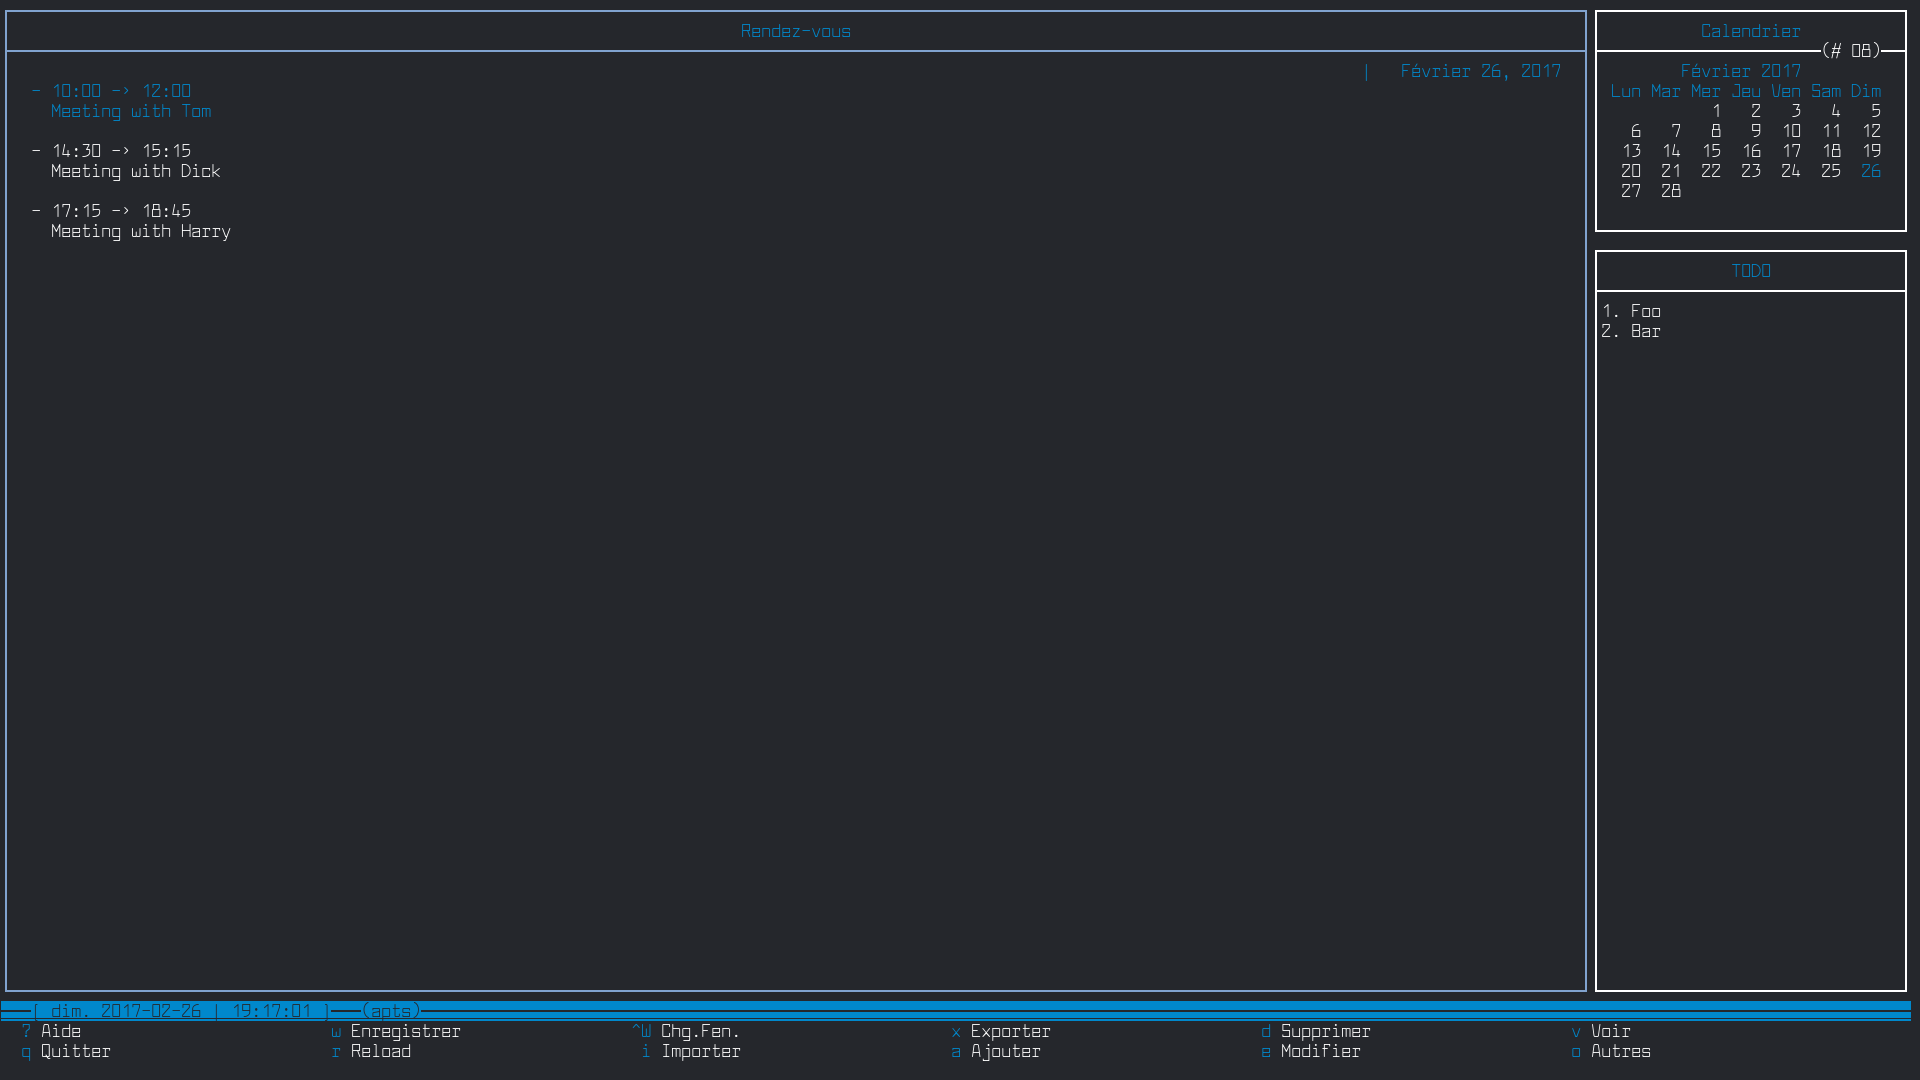 Rendez-vous
| Février 26, 2017
- 10:00 -> 12:00
Meeting with Tom
- 14:30 -> 15:15
Meeting with Dick
- 17:15 -> 18:45
Meeting with Harry
Calendrier
(# 08)
Février 2017
Lun Mar Mer Jeu Ven Sam Dim
1 2 3 4 5
6 7 8 9 10 11 12
13 14 15 16 17 18 19
20 21 22 23 24 25 26
27 28
TODO
1. Foo
2. Bar
[ dim. 2017-02-26 | 19:17:01 ] (apts)
? Aide w Enregistrer ^W Chg.Fen. x Exporter d Supprimer v Voir
q Quitter r Reload i Importer a Ajouter e Modifier o Autres